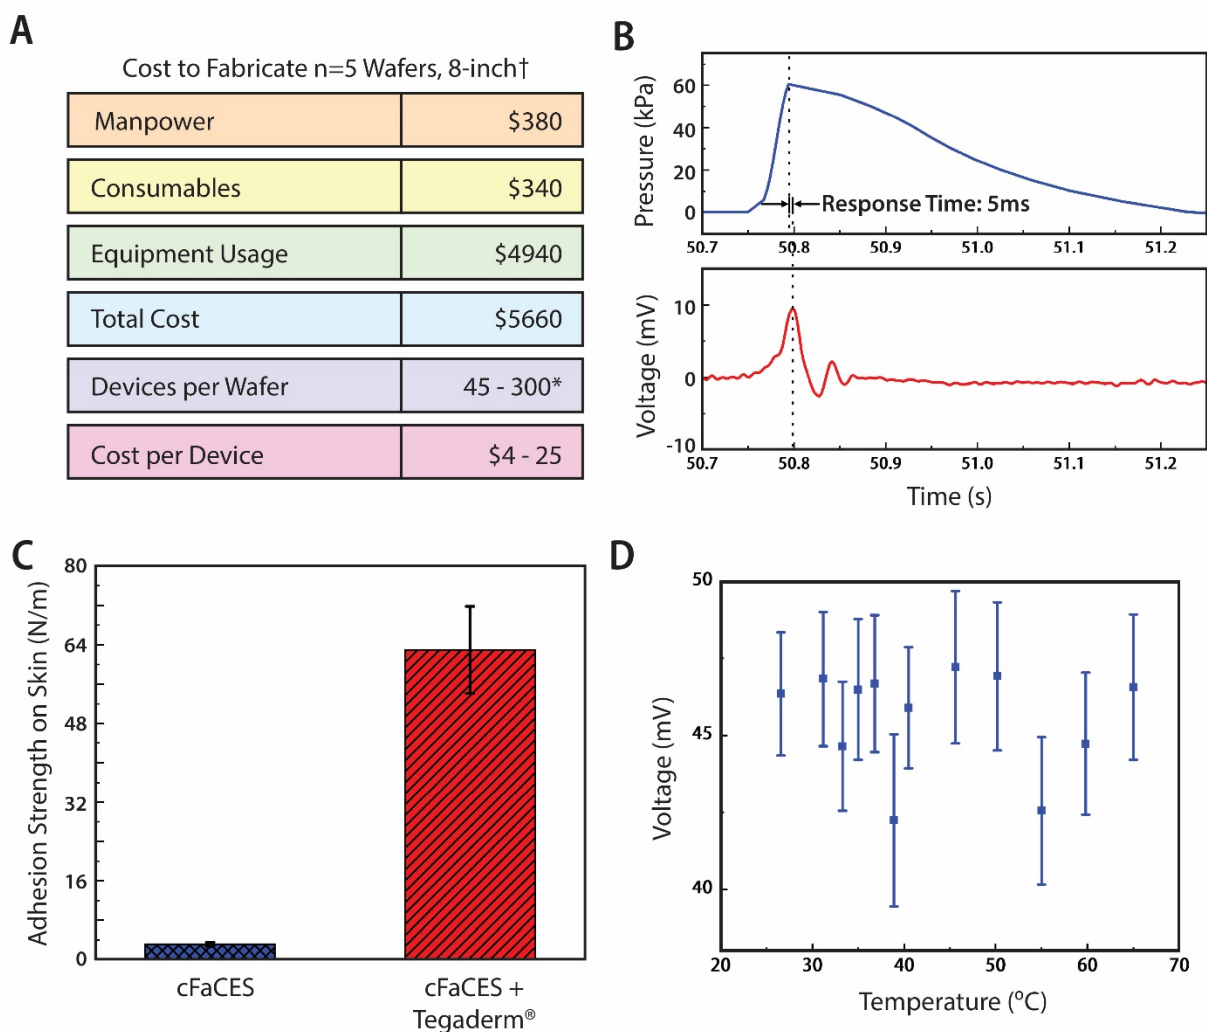 A
Cost to Fabricate n=5 Wafers, 8-inch†
Manpower $380
Consumables $340
Equipment Usage $4940
Total Cost $5660
Devices per Wafer 45 - 300*
Cost per Device $4 - 25
B
Pressure (kPa)
60
40
20
0
Response Time: 5ms
50.7 50.8 50.9 51.0 51.1 51.2
Voltage (mV)
10
0
-10
50.7 50.8 50.9 51.0 51.1 51.2
Time (s)
C
Adhesion Strength on Skin (N/m)
80
64
48
32
16
0
cFaCES
cFaCES +
Tegaderm®
D
Voltage (mV)
50
45
40
20 30 40 50 60 70
Temperature (°C)